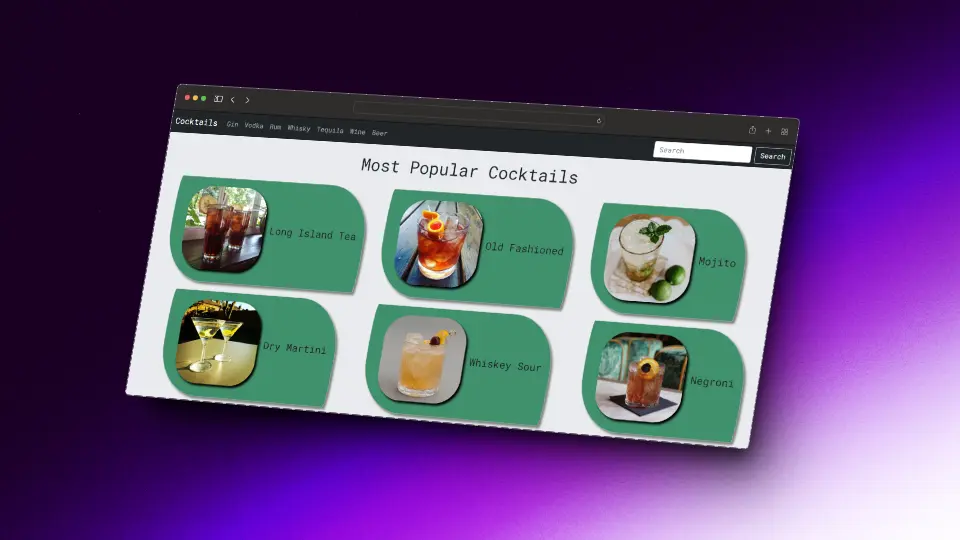 Cocktails Gin Vodka Rum Whisky Tequila Wine Beer
Search Search
Most Popular Cocktails
Long Island Tea
Old Fashioned
Mojito
Dry Martini
Whiskey Sour
Negroni